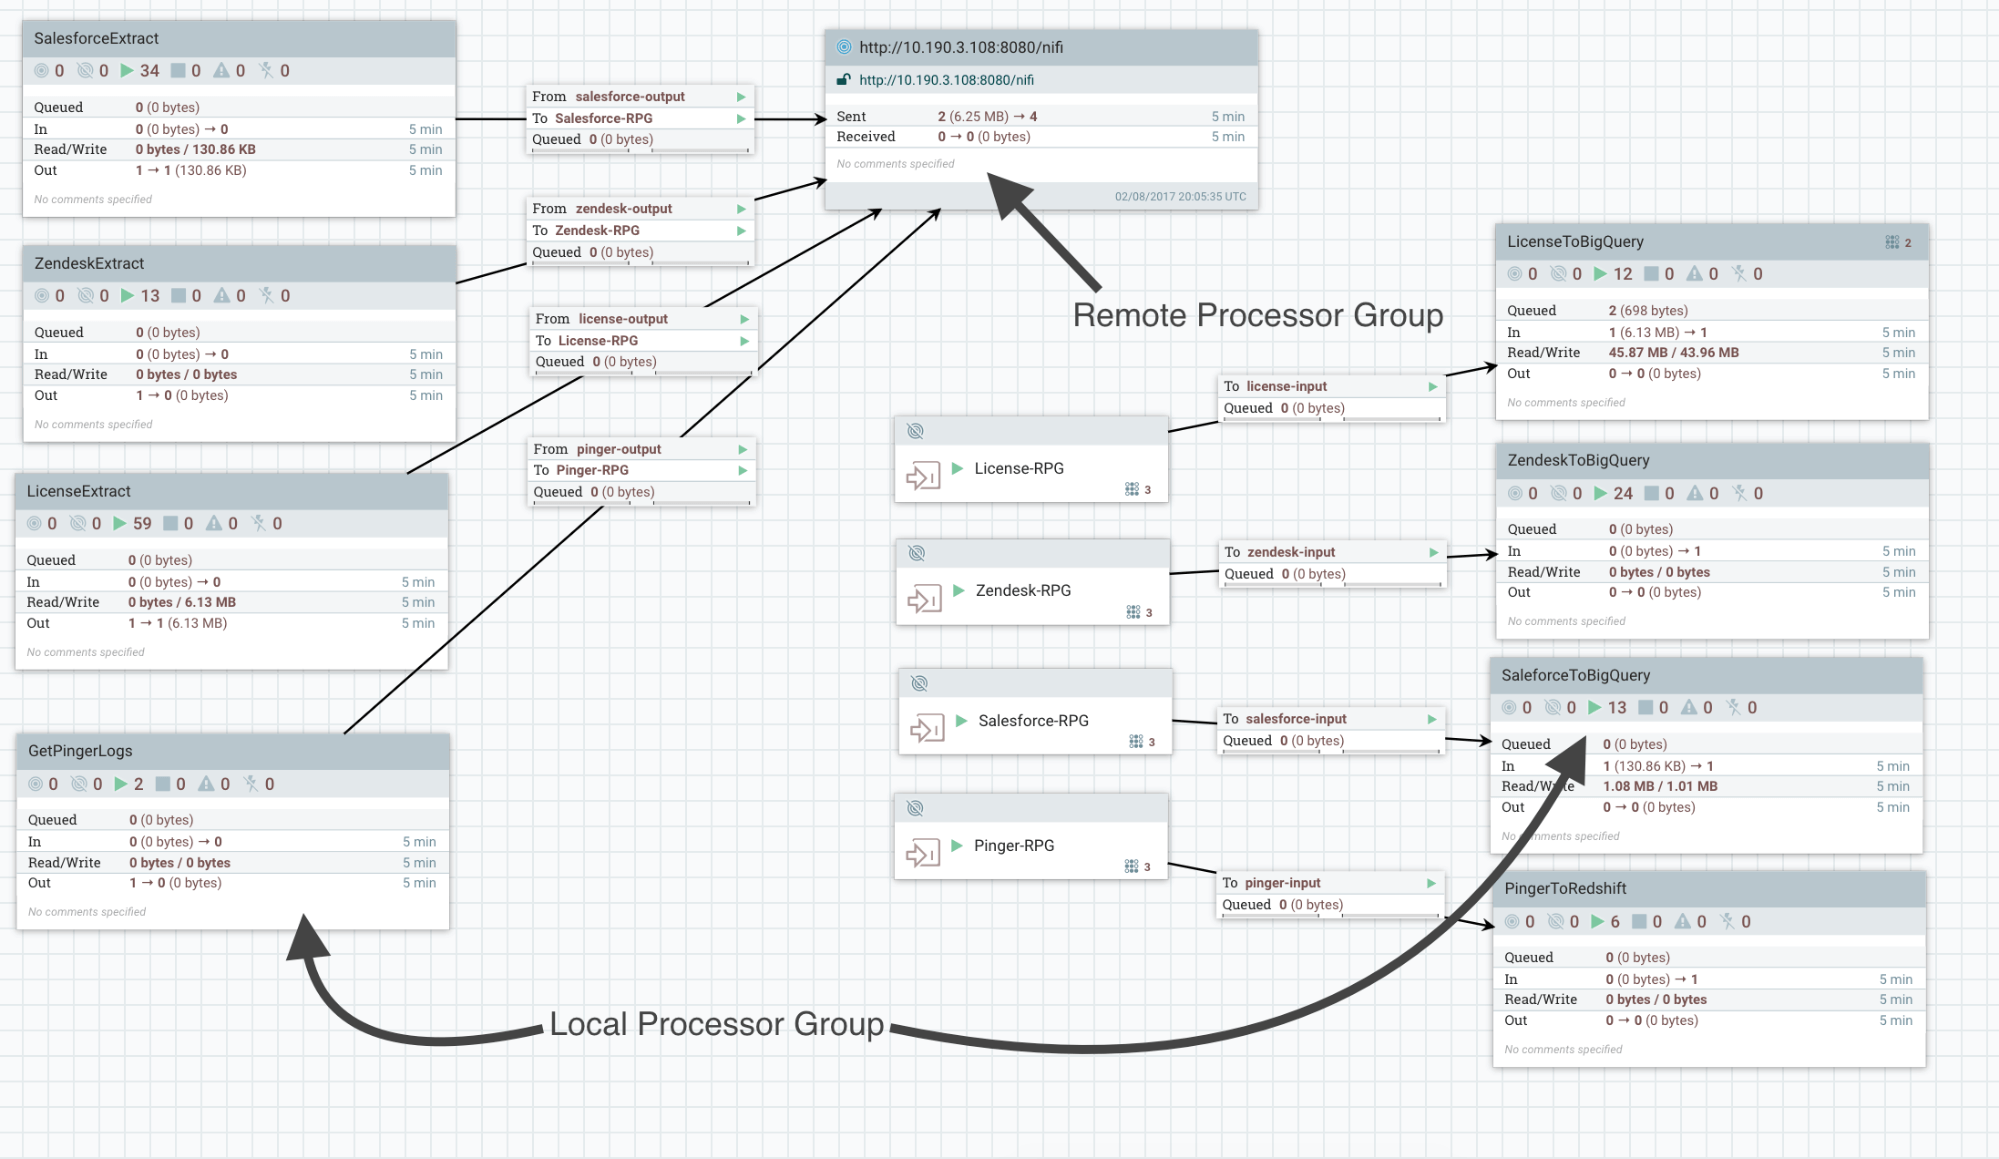 SalesforceExtract
0 0 34 0 0 0
Queued 0 (0 bytes)
In 0 (0 bytes) → 0 5 min
Read/Write 0 bytes / 130.86 KB 5 min
Out 1 → 1 (130.86 KB) 5 min
No comments specified
ZendeskExtract
0 0 13 0 0 0
Queued 0 (0 bytes)
In 0 (0 bytes) → 0 5 min
Read/Write 0 bytes / 0 bytes 5 min
Out 1 → 0 (0 bytes) 5 min
No comments specified
LicenseExtract
0 0 59 0 0 0
Queued 0 (0 bytes)
In 0 (0 bytes) → 0 5 min
Read/Write 0 bytes / 6.13 MB 5 min
Out 1 → 1 (6.13 MB) 5 min
No comments specified
GetPingerLogs
0 0 2 0 0 0
Queued 0 (0 bytes)
In 0 (0 bytes) → 0 5 min
Read/Write 0 bytes / 0 bytes 5 min
Out 1 → 0 (0 bytes) 5 min
No comments specified
From salesforce-output
To Salesforce-RPG
Queued 0 (0 bytes)
From zendesk-output
To Zendesk-RPG
Queued 0 (0 bytes)
From license-output
To License-RPG
Queued 0 (0 bytes)
From pinger-output
To Pinger-RPG
Queued 0 (0 bytes)
http://10.190.3.108:8080/nifi
http://10.190.3.108:8080/nifi
Sent 2 (6.25 MB) → 4 5 min
Received 0 → 0 (0 bytes) 5 min
No comments specified
02/08/2017 20:05:35 UTC
Remote Processor Group
License-RPG
3
Zendesk-RPG
3
Salesforce-RPG
3
Pinger-RPG
3
To license-input
Queued 0 (0 bytes)
To zendesk-input
Queued 0 (0 bytes)
To salesforce-input
Queued 0 (0 bytes)
To pinger-input
Queued 0 (0 bytes)
LicenseToBigQuery 2
0 0 12 0 0 0
Queued 2 (698 bytes)
In 1 (6.13 MB) → 1 5 min
Read/Write 45.87 MB / 43.96 MB 5 min
Out 0 → 0 (0 bytes) 5 min
No comments specified
ZendeskToBigQuery
0 0 24 0 0 0
Queued 0 (0 bytes)
In 0 (0 bytes) → 1 5 min
Read/Write 0 bytes / 0 bytes 5 min
Out 0 → 0 (0 bytes) 5 min
No comments specified
SaleforceToBigQuery
0 0 13 0 0 0
Queued 0 (0 bytes)
In 1 (130.86 KB) → 1 5 min
Read/Write 1.08 MB / 1.01 MB 5 min
Out 0 → 0 (0 bytes) 5 min
No comments specified
PingerToRedshift
0 0 6 0 0 0
Queued 0 (0 bytes)
In 0 (0 bytes) → 1 5 min
Read/Write 0 bytes / 0 bytes 5 min
Out 0 → 0 (0 bytes) 5 min
No comments specified
Local Processor Group